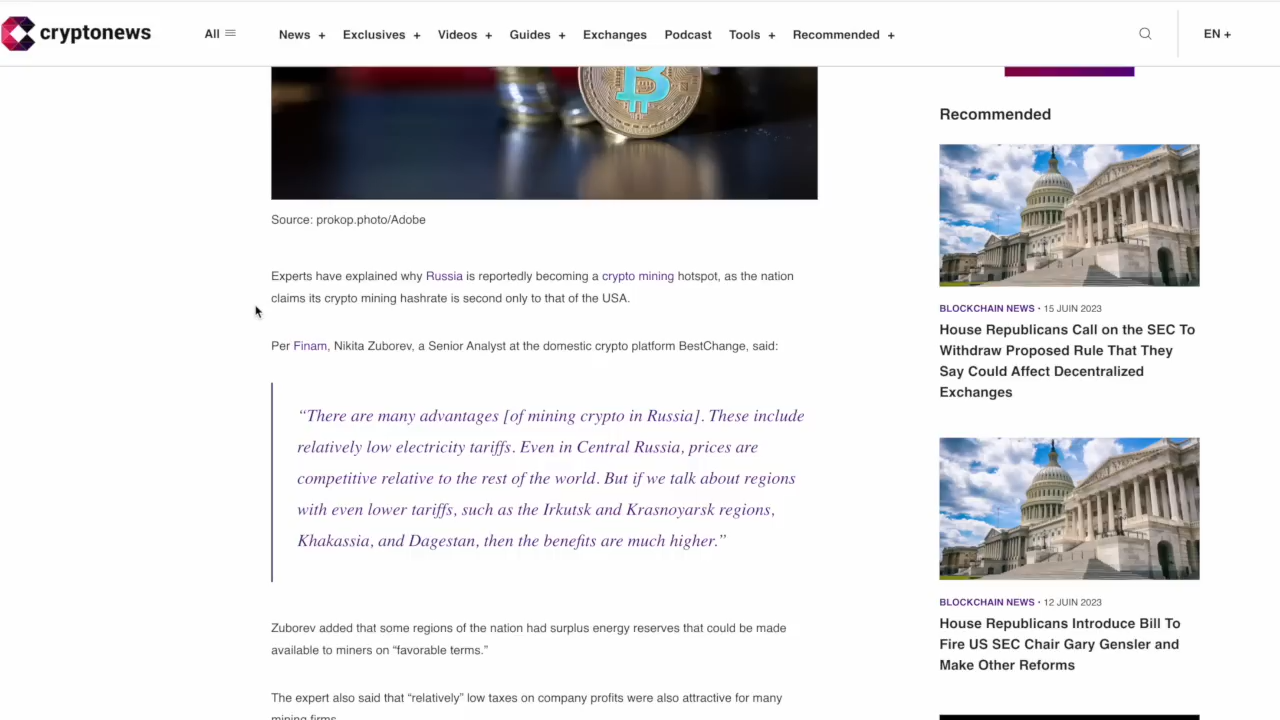 cryptonews
All
News +
Exclusives +
Videos +
Guides +
Exchanges
Podcast
Tools +
Recommended +
EN +
Source: prokop.photo/Adobe
Experts have explained why Russia is reportedly becoming a crypto mining hotspot, as the nation
claims its crypto mining hashrate is second only to that of the USA.
Per Finam, Nikita Zuborev, a Senior Analyst at the domestic crypto platform BestChange, said:
“There are many advantages [of mining crypto in Russia]. These include
relatively low electricity tariffs. Even in Central Russia, prices are
competitive relative to the rest of the world. But if we talk about regions
with even lower tariffs, such as the Irkutsk and Krasnoyarsk regions,
Khakassia, and Dagestan, then the benefits are much higher.”
Zuborev added that some regions of the nation had surplus energy reserves that could be made
available to miners on “favorable terms.”
The expert also said that “relatively” low taxes on company profits were also attractive for many
mining firms.
Recommended
BLOCKCHAIN NEWS • 15 JUIN 2023
House Republicans Call on the SEC To
Withdraw Proposed Rule That They
Say Could Affect Decentralized
Exchanges
BLOCKCHAIN NEWS • 12 JUIN 2023
House Republicans Introduce Bill To
Fire US SEC Chair Gary Gensler and
Make Other Reforms